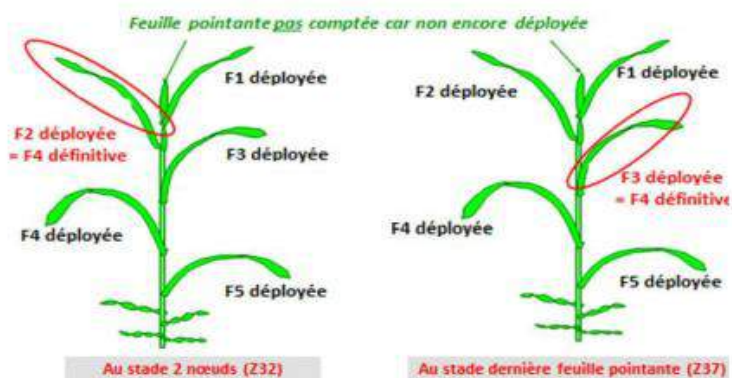 Feuille pointante pas comptée car non encore déployée
F1 déployée
F2 déployée
= F4 définitive
F3 déployée
F4 déployée
F5 déployée
Au stade 2 nœuds (Z32)
F1 déployée
F2 déployée
F3 déployée
= F4 définitive
F4 déployée
F5 déployée
Au stade dernière feuille pointante (Z37)